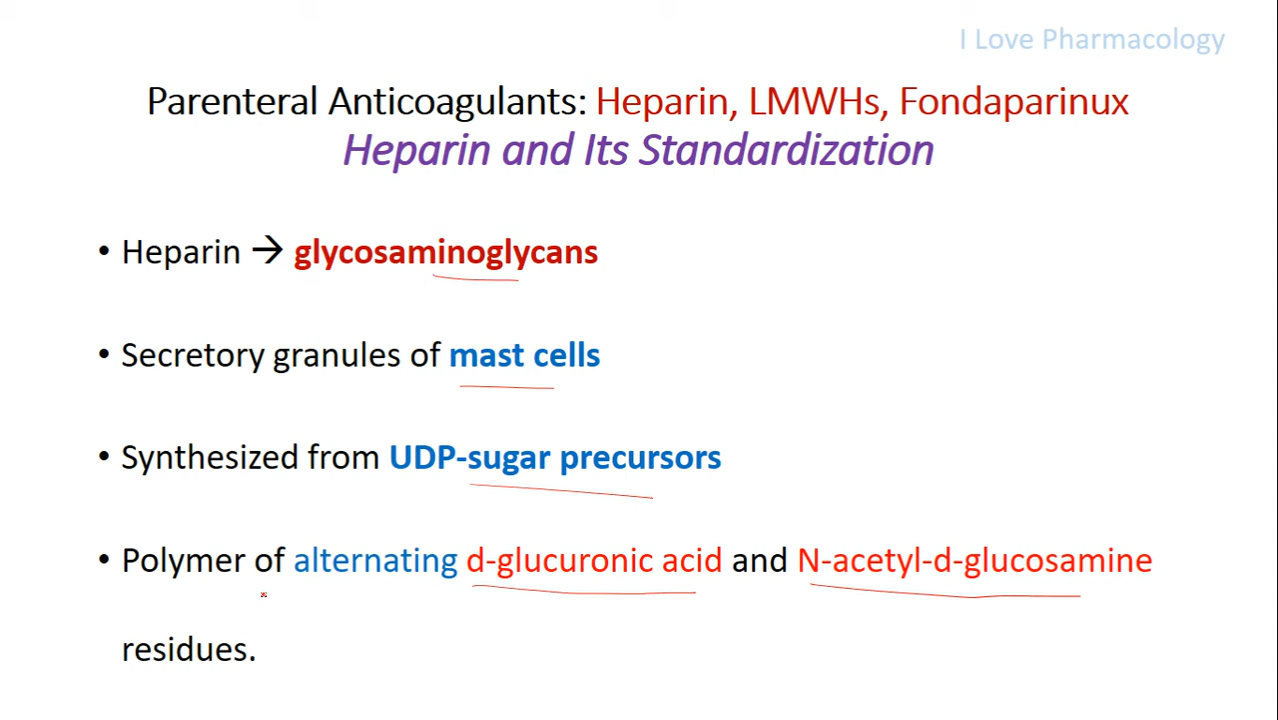 I Love Pharmacology
Parenteral Anticoagulants: Heparin, LMWHs, Fondaparinux
Heparin and Its Standardization
• Heparin → glycosaminoglycans
• Secretory granules of mast cells
• Synthesized from UDP-sugar precursors
• Polymer of alternating d-glucuronic acid and N-acetyl-d-glucosamine
residues.